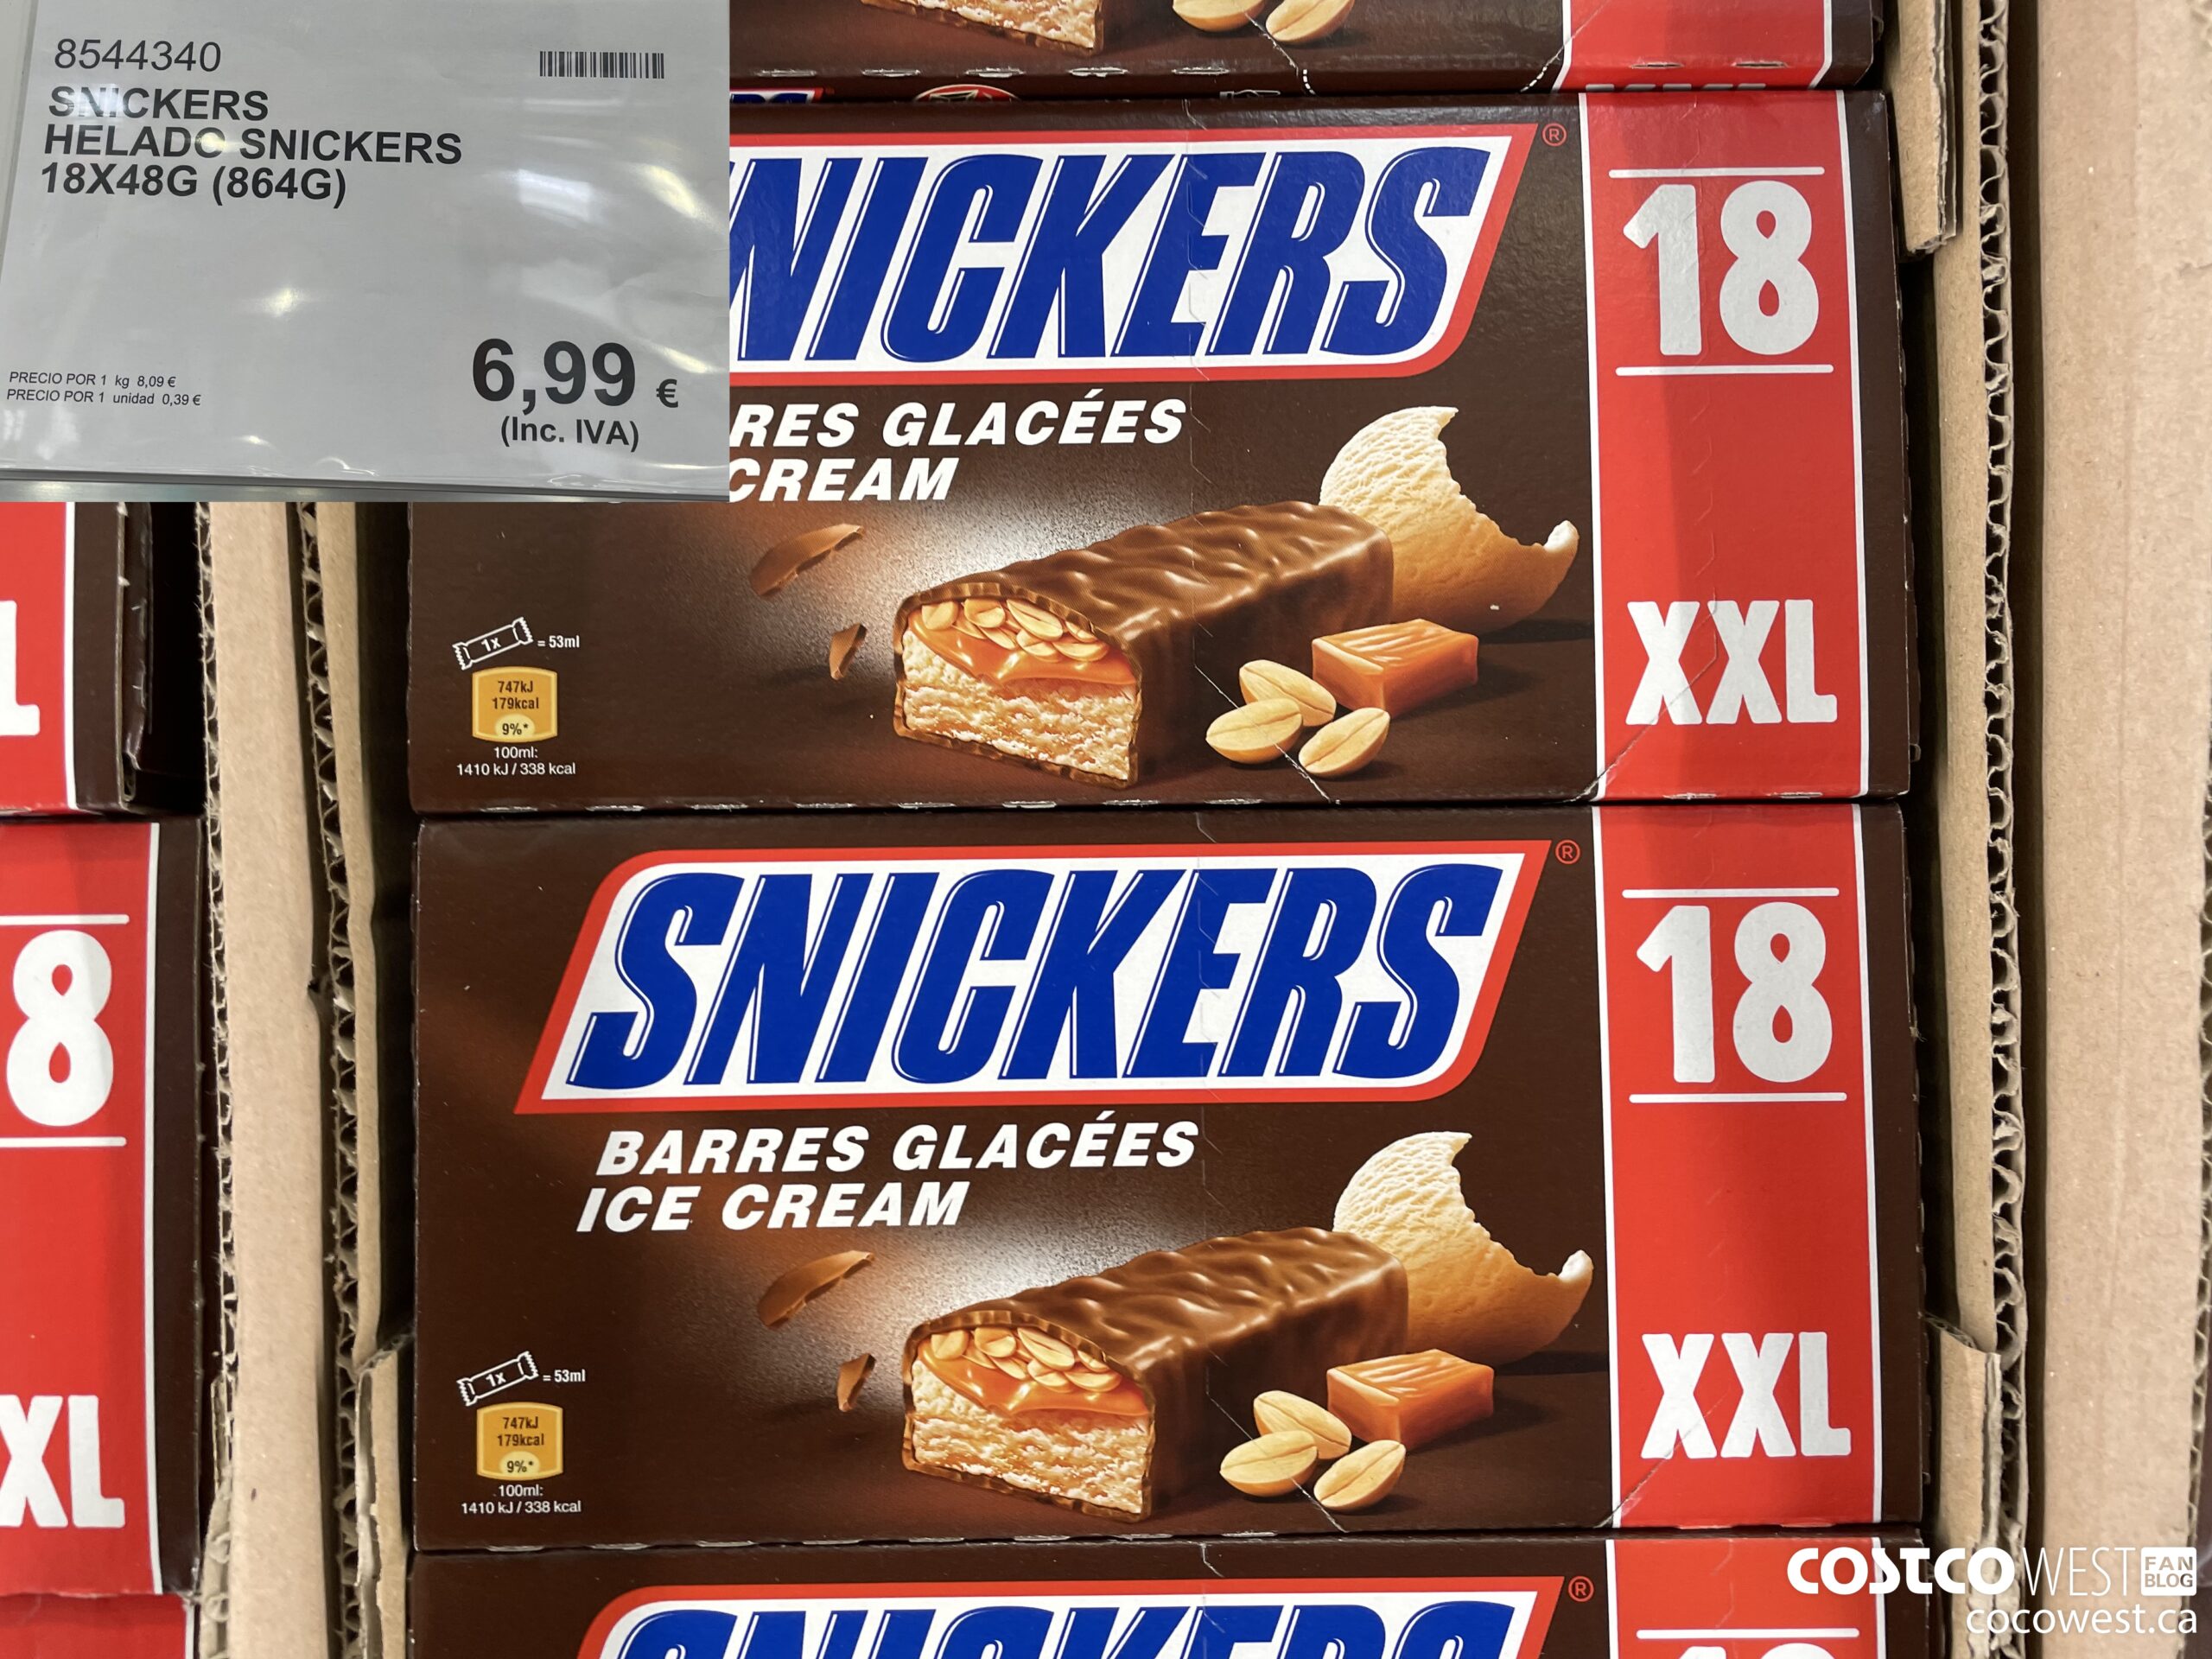 8544340
SNICKERS
HELADO SNICKERS
18X48G (864G)
PRECIO POR 1 kg 8,09 €
PRECIO POR 1 unidad 0,39 €
6,99 €
(Inc. IVA)
NICKERS®
RES GLACÉES
CREAM
18
XXL
1x = 53ml
747kJ
179kcal
9%*
100ml:
1410 kJ / 338 kcal
SNICKERS®
BARRES GLACÉES
ICE CREAM
18
XXL
1x = 53ml
747kJ
179kcal
9%*
100ml:
1410 kJ / 338 kcal
L
8
XL
SNICKERS®
COSTCO WEST FAN BLOG
cocowest.ca